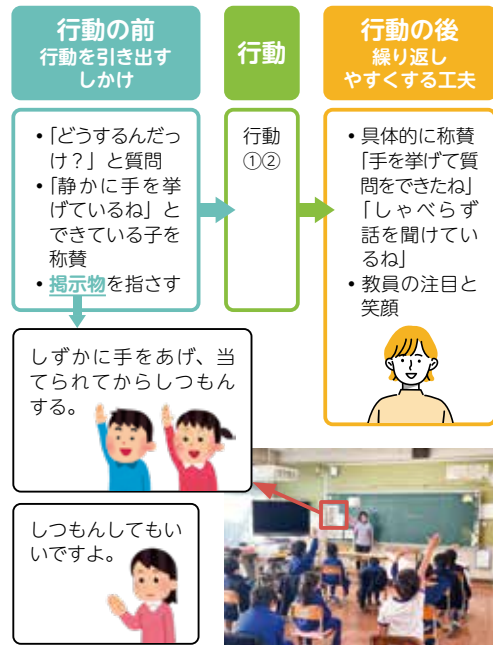 行動の前
行動を引き出す
しかけ
行動
行動の後
繰り返し
やすくする工夫
・「どうするんだっ
け？」と質問
・「静かに手を挙
げているね」と
できている子を
称賛
・掲示物を指さす
行動
①②
・具体的に称賛
「手を挙げて質
問をできたね」
「しゃべらず
話を聞けてい
るね」
・教員の注目と
笑顔
しずかに手をあげ、当
てられてからしつもん
する。
しつもんしてもい
いですよ。